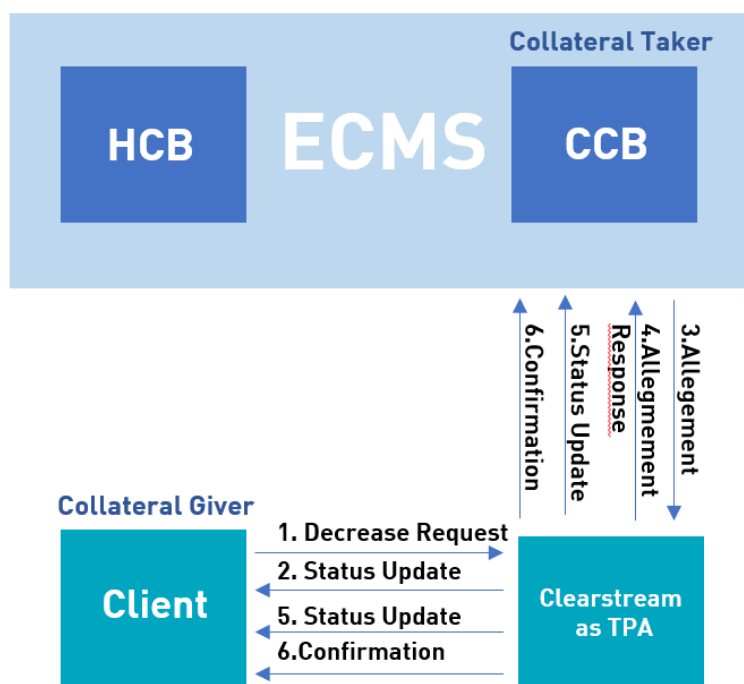 Collateral Taker
HCB
ECMS
CCB
6.Confirmation
5.Status Update
4.Allegmement
Response
3.Allegement
Collateral Giver
Client
1. Decrease Request
2. Status Update
5. Status Update
6.Confirmation
Clearstream
as TPA